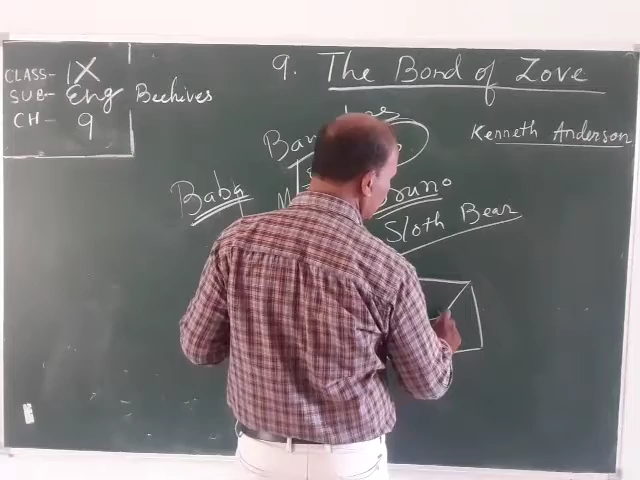 CLASS- IX
SUB- Eng Beehives
CH- 9
9. The Bond of Love
Kenneth Anderson
Baba
Bruno
Sloth Bear